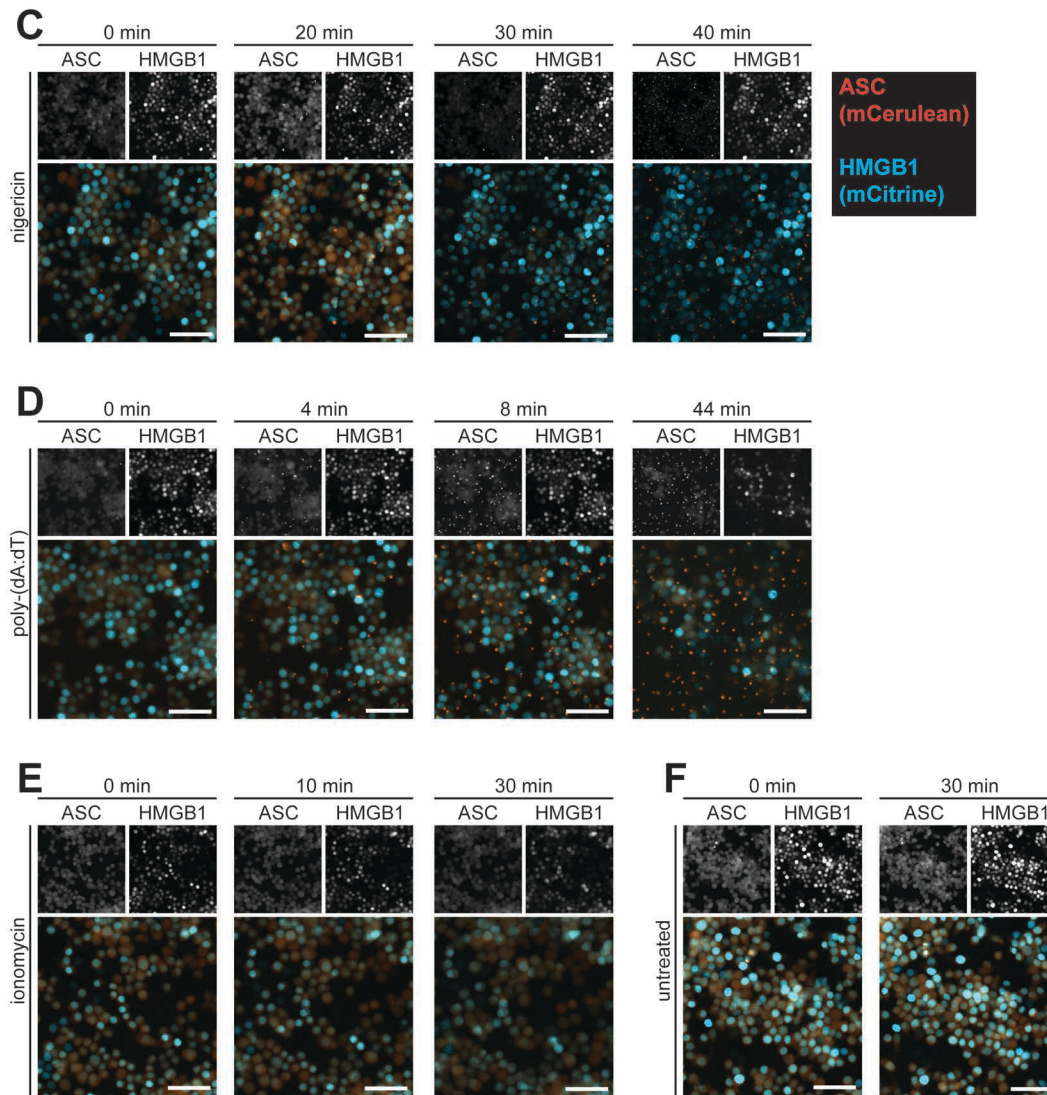 C
0 min 20 min 30 min 40 min
ASC HMGB1 ASC HMGB1 ASC HMGB1 ASC HMGB1
nigericin
ASC
(mCerulean)
HMGB1
(mCitrine)
D
0 min 4 min 8 min 44 min
ASC HMGB1 ASC HMGB1 ASC HMGB1 ASC HMGB1
poly-(dA:dT)
E
0 min 10 min 30 min
ASC HMGB1 ASC HMGB1 ASC HMGB1
ionomycin
F
0 min 30 min
ASC HMGB1 ASC HMGB1
untreated